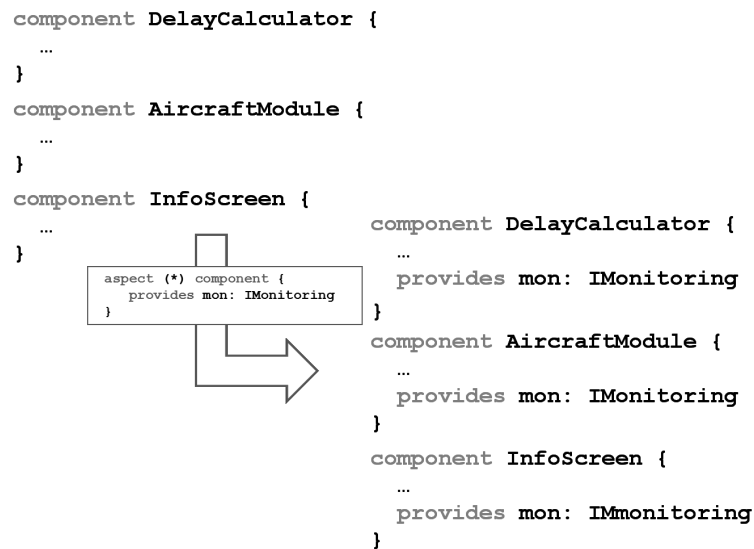 component DelayCalculator {
…
}
component AircraftModule {
…
}
component InfoScreen {
…
}
aspect (*) component {
provides mon: IMonitoring
}
component DelayCalculator {
…
provides mon: IMonitoring
}
component AircraftModule {
…
provides mon: IMonitoring
}
component InfoScreen {
…
provides mon: IMmonitoring
}